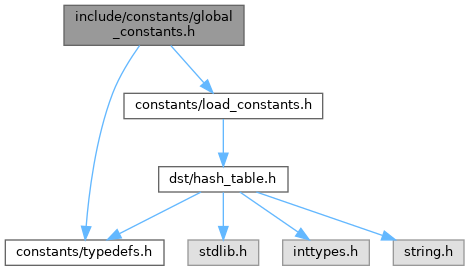 include/constants/global
_constants.h
constants/load_constants.h
dst/hash_table.h
constants/typedefs.h
stdlib.h
inttypes.h
string.h